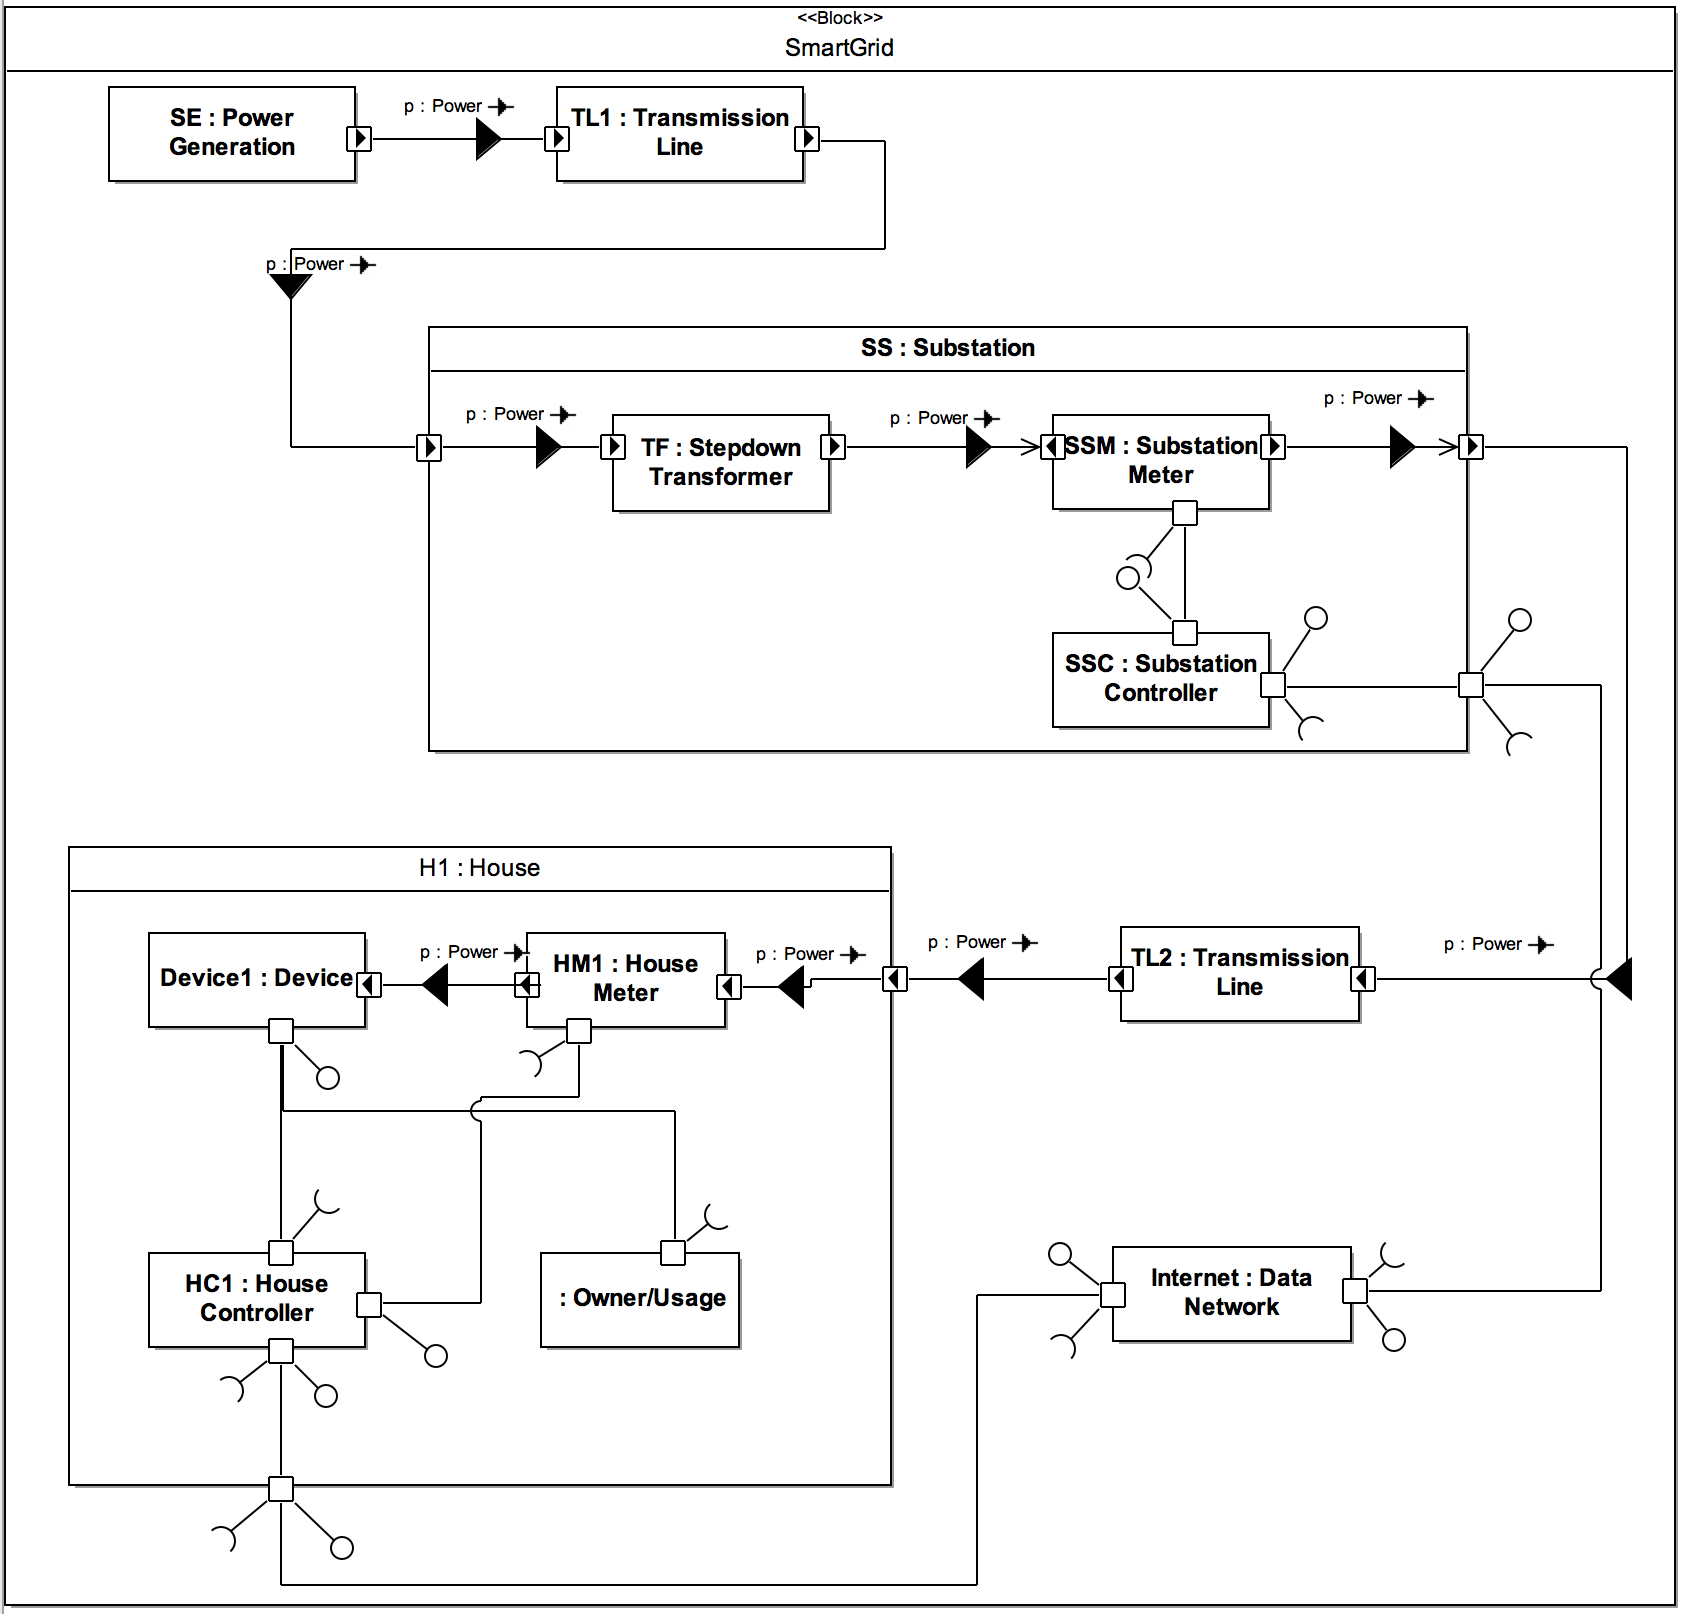 <<Block>>
SmartGrid
SE : Power
Generation
p : Power
TL1 : Transmission
Line
p : Power
SS : Substation
p : Power
TF : Stepdown
Transformer
p : Power
SSM : Substation
Meter
p : Power
SSC : Substation
Controller
H1 : House
Device1 : Device
p : Power
HM1 : House
Meter
p : Power
p : Power
TL2 : Transmission
Line
p : Power
HC1 : House
Controller
: Owner/Usage
Internet : Data
Network